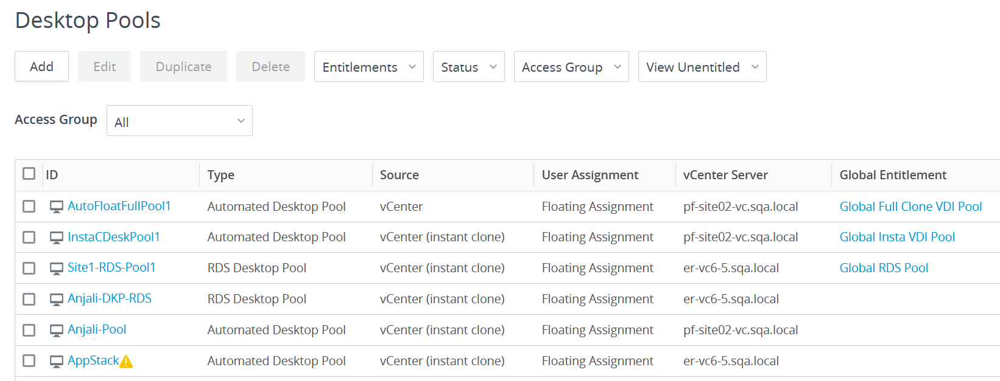 Desktop Pools
Add Edit Duplicate Delete Entitlements Status Access Group View Unentitled
Access Group All
ID Type Source User Assignment vCenter Server Global Entitlement
AutoFloatFullPool1 Automated Desktop Pool vCenter Floating Assignment pf-site02-vc.sqa.local Global Full Clone VDI Pool
InstaCDeskPool1 Automated Desktop Pool vCenter (instant clone) Floating Assignment pf-site02-vc.sqa.local Global Insta VDI Pool
Site1-RDS-Pool1 RDS Desktop Pool vCenter (instant clone) Floating Assignment er-vc6-5.sqa.local Global RDS Pool
Anjali-DKP-RDS RDS Desktop Pool vCenter (instant clone) Floating Assignment er-vc6-5.sqa.local
Anjali-Pool Automated Desktop Pool vCenter (instant clone) Floating Assignment pf-site02-vc.sqa.local
AppStack Automated Desktop Pool vCenter (instant clone) Floating Assignment er-vc6-5.sqa.local